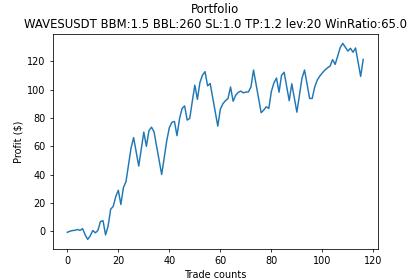 Portfolio
WAVESUSDT BBM:1.5 BBL:260 SL:1.0 TP:1.2 lev:20 WinRatio:65.0
120
100
80
60
40
20
0
Profit ($)
0 20 40 60 80 100 120
Trade counts